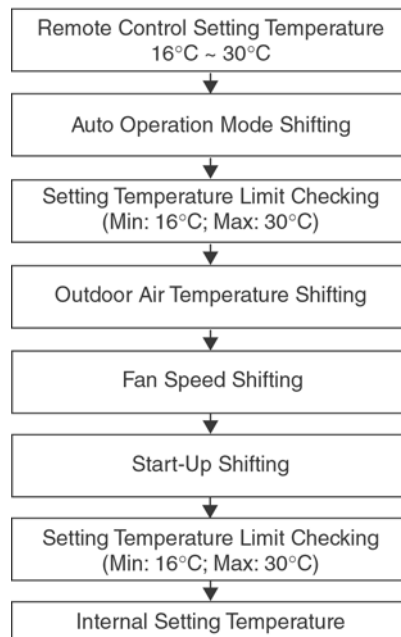 Remote Control Setting Temperature
16°C ~ 30°C
Auto Operation Mode Shifting
Setting Temperature Limit Checking
(Min: 16°C; Max: 30°C)
Outdoor Air Temperature Shifting
Fan Speed Shifting
Start-Up Shifting
Setting Temperature Limit Checking
(Min: 16°C; Max: 30°C)
Internal Setting Temperature